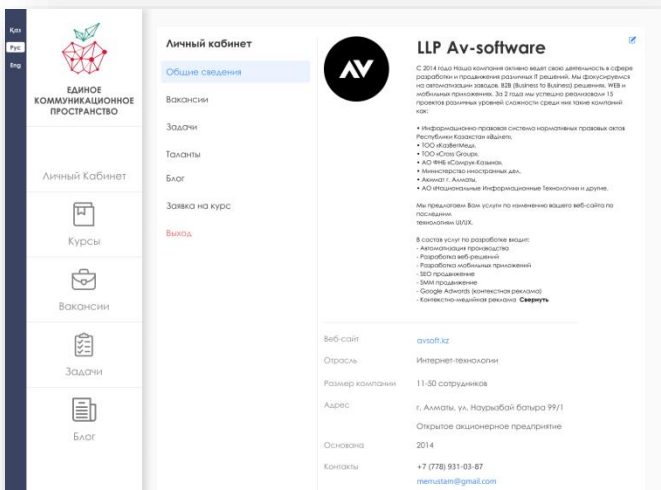 Қаз
Рус
Eng
ЕДИНОЕ
КОММУНИКАЦИОННОЕ
ПРОСТРАНСТВО
Личный Кабинет
Курсы
Вакансии
Задачи
Блог
Личный кабинет
Общие сведения
Вакансии
Задачи
Таланты
Блог
Заявка на курс
Выход
AV
LLP Av-software
С 2014 года Наша компания активно ведёт свою деятельность в сфере
разработки и продвижения различных IT решений. Мы фокусируемся
на автоматизации заводов, B2B (Business to Business) решениях, WEB и
мобильных приложениях. За 2 года мы успешно реализовали 15
проектов различных уровней сложности среди них такие компаний
как:
• Информационно-правовая система нормативных правовых актов
Республики Казахстан «Әділет»,
• ТОО «КазВетМед»,
• ТОО «Cross Group»,
• АО ФНБ «Самрук-Казына»,
• Министерство иностранных дел,
• Акимат г. Алматы,
• АО «Национальные Информационные Технологии» и другие.
Мы предлагаем Вам услуги по изменению вашего веб-сайта по
последним
технологиям UI/UX.
В состав услуг по разработке входит:
- Автоматизация производства
- Разработка веб-решений
- Разработка мобильных приложений
- SEO продвижение
- SMM продвижение
- Google Adwords (контекстная реклама)
- Контекстно-медийная реклама Свернуть
Веб-сайт avsoft.kz
Отрасль Интернет-технологии
Размер компании 11-50 сотрудников
Адрес г. Алматы, ул. Наурызбай батыра 99/1
Открытое акционерное предприятие
Основана 2014
Контакты +7 (778) 931-03-87
merrustam@gmail.com